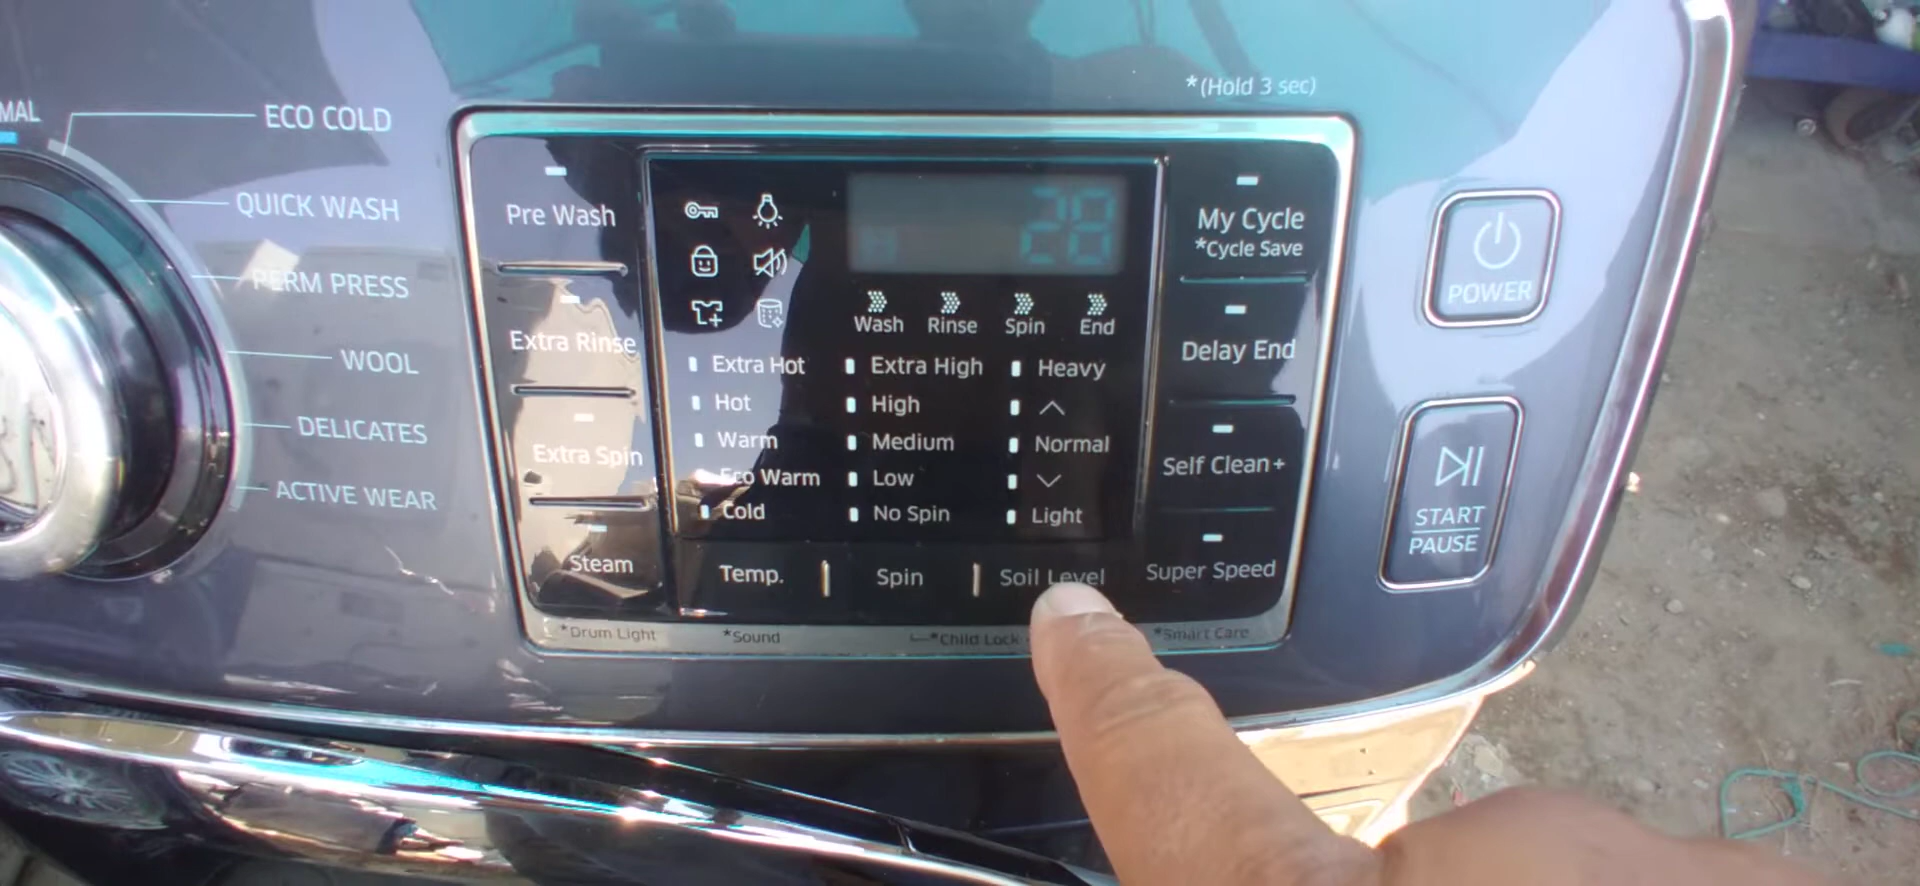 *(Hold 3 sec)
MAL
ECO COLD
QUICK WASH
PERM PRESS
WOOL
DELICATES
ACTIVE WEAR
Pre Wash
Extra Rinse
Extra Spin
Steam
28
Wash Rinse Spin End
Extra Hot
Hot
Warm
Eco Warm
Cold
Extra High
High
Medium
Low
No Spin
Heavy
Normal
Light
Temp.
Spin
Soil Level
My Cycle
*Cycle Save
Delay End
Self Clean+
Super Speed
*Drum Light
*Sound
*Child Lock
*Smart Care
POWER
START
PAUSE